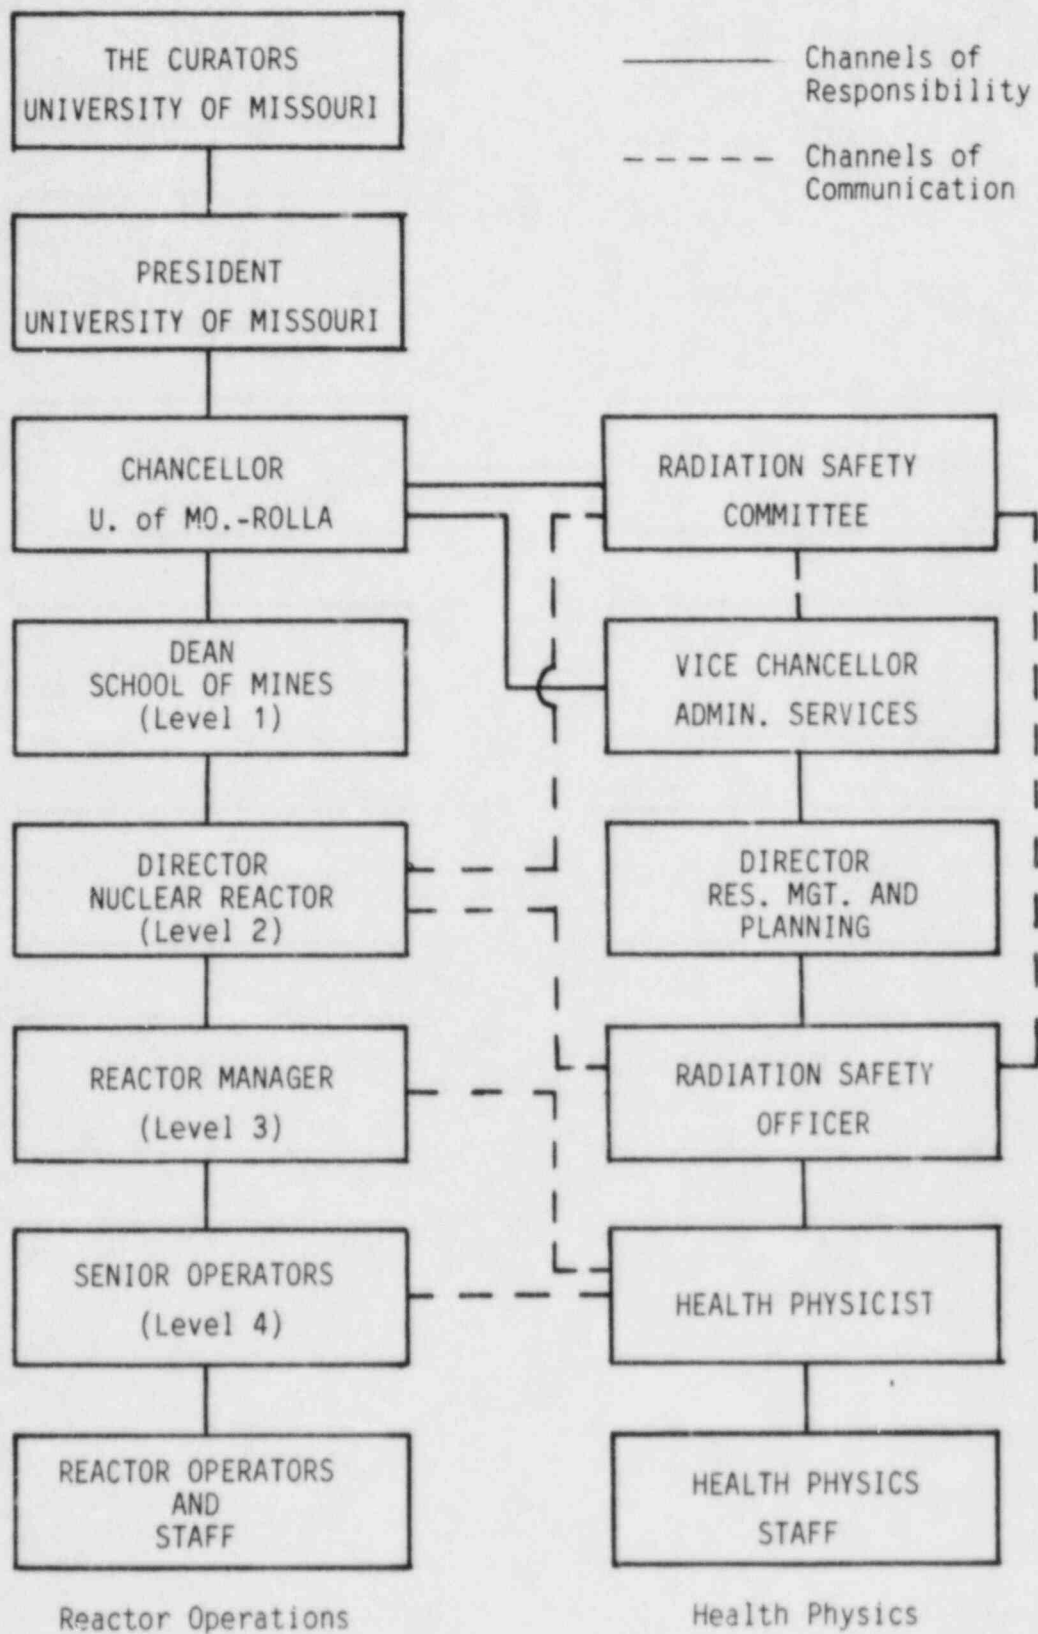 THE CURATORS
UNIVERSITY OF MISSOURI
Channels of
Responsibility
Channels of
Communication
PRESIDENT
UNIVERSITY OF MISSOURI
CHANCELLOR
U. of MO.-ROLLA
RADIATION SAFETY
COMMITTEE
DEAN
SCHOOL OF MINES
(Level 1)
VICE CHANCELLOR
ADMIN. SERVICES
DIRECTOR
NUCLEAR REACTOR
(Level 2)
DIRECTOR
RES. MGT. AND
PLANNING
REACTOR MANAGER
(Level 3)
RADIATION SAFETY
OFFICER
SENIOR OPERATORS
(Level 4)
HEALTH PHYSICIST
REACTOR OPERATORS
AND
STAFF
HEALTH PHYSICS
STAFF
Reactor Operations
Health Physics